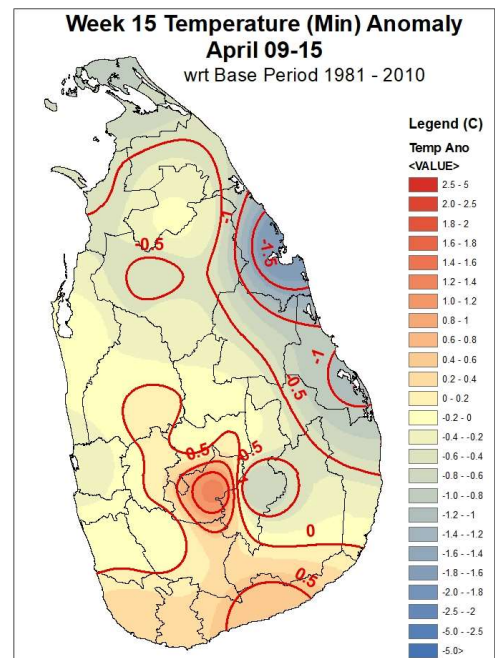 Week 15 Temperature (Min) Anomaly
April 09-15
wrt Base Period 1981 - 2010
Legend (C)
Temp Ano
<VALUE>
2.5 - 5
2.0 - 2.5
1.8 - 2
1.6 - 1.8
1.4 - 1.6
1.2 - 1.4
1.0 - 1.2
0.8 - 1
0.6 - 0.8
0.4 - 0.6
0.2 - 0.4
0 - 0.2
-0.2 - 0
-0.4 - -0.2
-0.6 - -0.4
-0.8 - -0.6
-1.0 - -0.8
-1.2 - -1
-1.4 - -1.2
-1.6 - -1.4
-1.8 - -1.6
-2.0 - -1.8
-2.5 - -2
-5.0 - -2.5
-5.0>
-1
-0.5
-1.5
-1
-0.5
0.5
-0.5
0
0.5